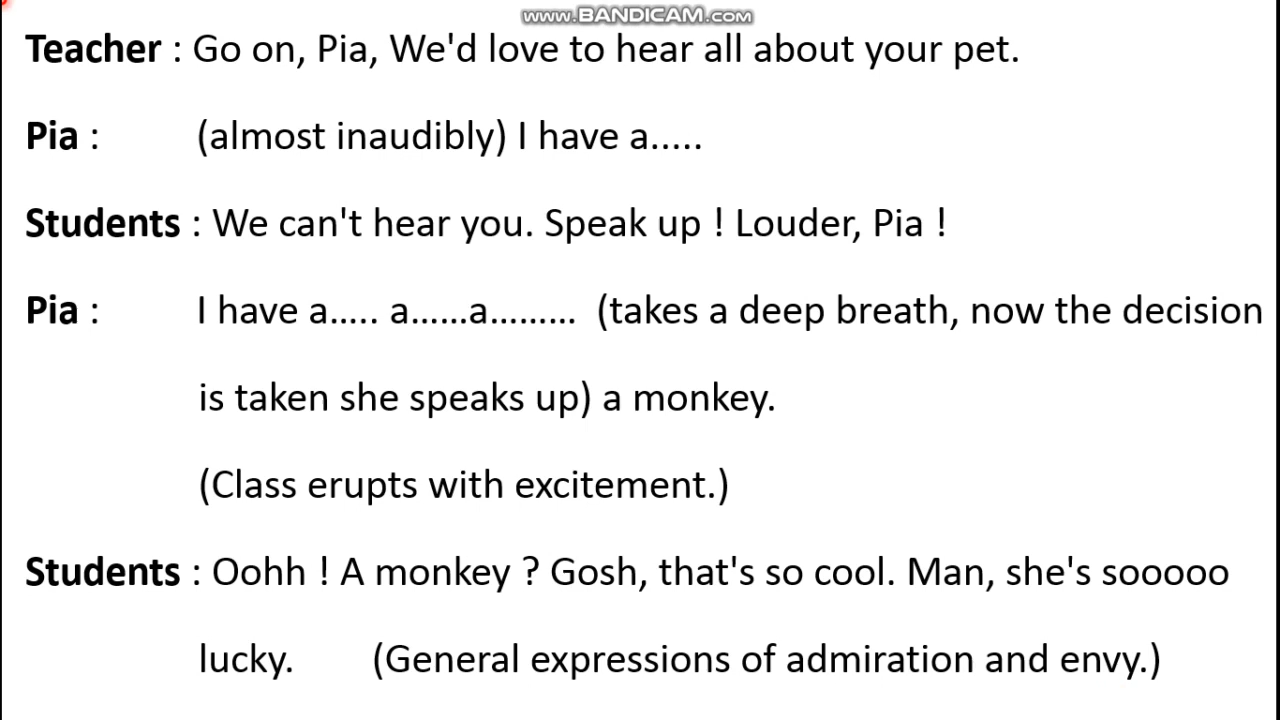 www.BANDICAM.com
Teacher : Go on, Pia, We'd love to hear all about your pet.
Pia : (almost inaudibly) I have a.....
Students : We can't hear you. Speak up ! Louder, Pia !
Pia : I have a..... a......a......... (takes a deep breath, now the decision
is taken she speaks up) a monkey.
(Class erupts with excitement.)
Students : Oohh ! A monkey ? Gosh, that's so cool. Man, she's sooooo
lucky. (General expressions of admiration and envy.)